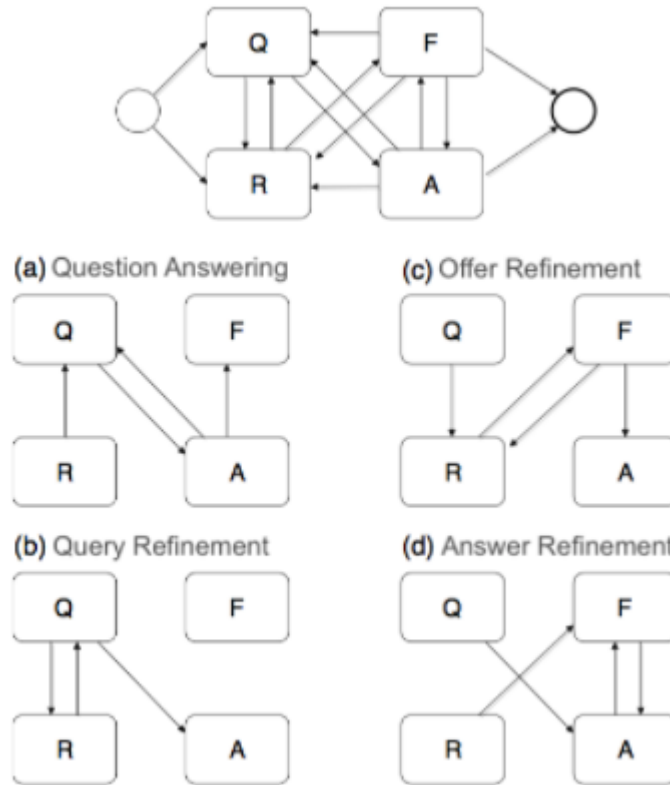 Q F
R A
(a) Question Answering (c) Offer Refinement
Q F Q F
R A R A
(b) Query Refinement (d) Answer Refinement
Q F Q F
R A R A